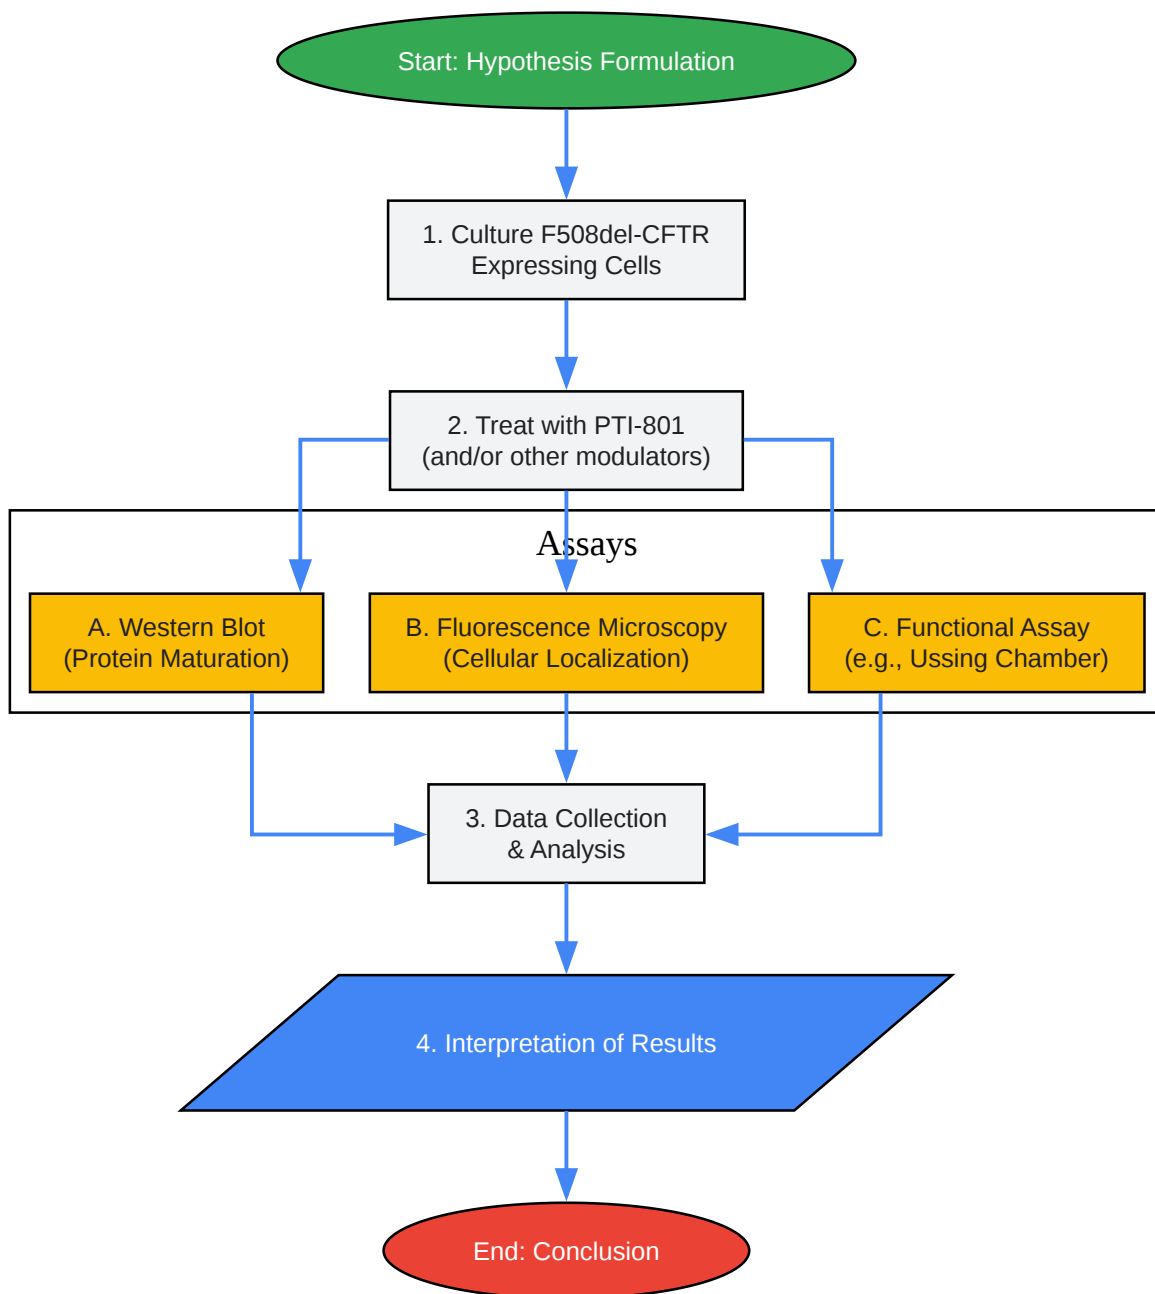 Start: Hypothesis Formulation
1. Culture F508del-CFTR
Expressing Cells
2. Treat with PTI-801
(and/or other modulators)
Assays
A. Western Blot
(Protein Maturation)
B. Fluorescence Microscopy
(Cellular Localization)
C. Functional Assay
(e.g., Ussing Chamber)
3. Data Collection
& Analysis
4. Interpretation of Results
End: Conclusion